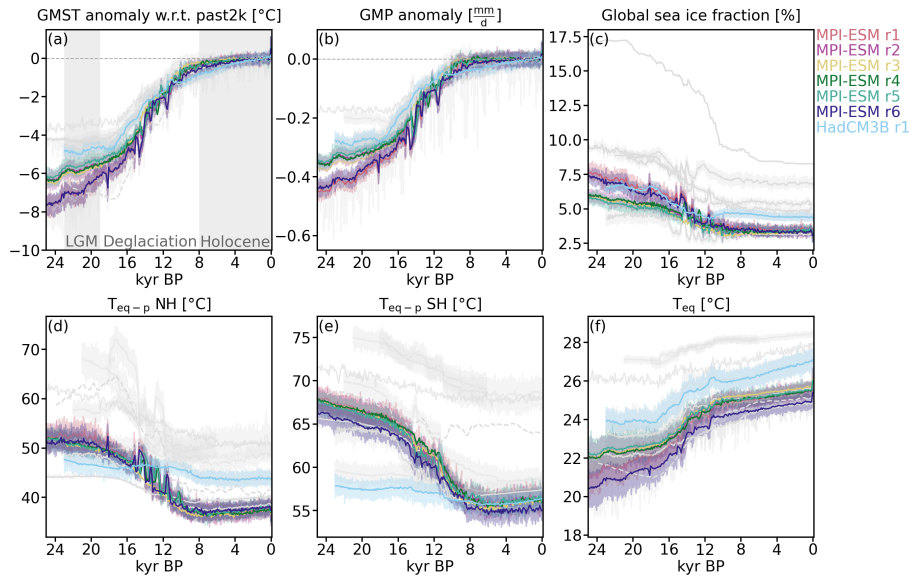 GMST anomaly w.r.t. past2k [°C]
GMP anomaly [mm/d]
Global sea ice fraction [%]
(a)
0
−2
−4
−6
−8
−10
LGM Deglaciation Holocene
24 20 16 12 8 4 0
kyr BP
(b)
0.0
−0.2
−0.4
−0.6
24 20 16 12 8 4 0
kyr BP
(c)
17.5
15.0
12.5
10.0
7.5
5.0
2.5
24 20 16 12 8 4 0
kyr BP
MPI-ESM r1
MPI-ESM r2
MPI-ESM r3
MPI-ESM r4
MPI-ESM r5
MPI-ESM r6
HadCM3B r1
T eq−p NH [°C]
T eq−p SH [°C]
T eq [°C]
(d)
70
60
50
40
24 20 16 12 8 4 0
kyr BP
(e)
75
70
65
60
55
24 20 16 12 8 4 0
kyr BP
(f)
28
26
24
22
20
18
24 20 16 12 8 4 0
kyr BP